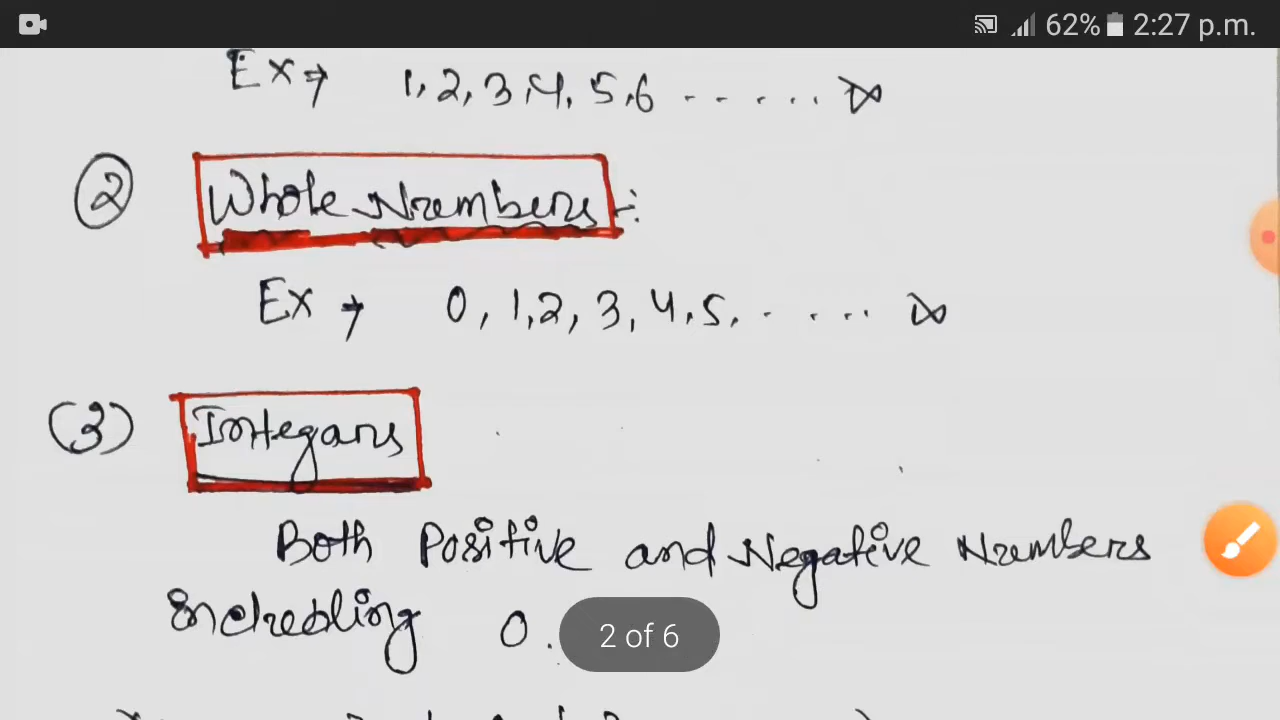 62% 2:27 p.m.
Ex → 1, 2, 3, 4, 5, 6 ...... ∞
② Whole Numbers :
Ex → 0, 1, 2, 3, 4, 5, ..... ∞
(3) Integars
Both Positive and Negative Numbers
including 0.
2 of 6